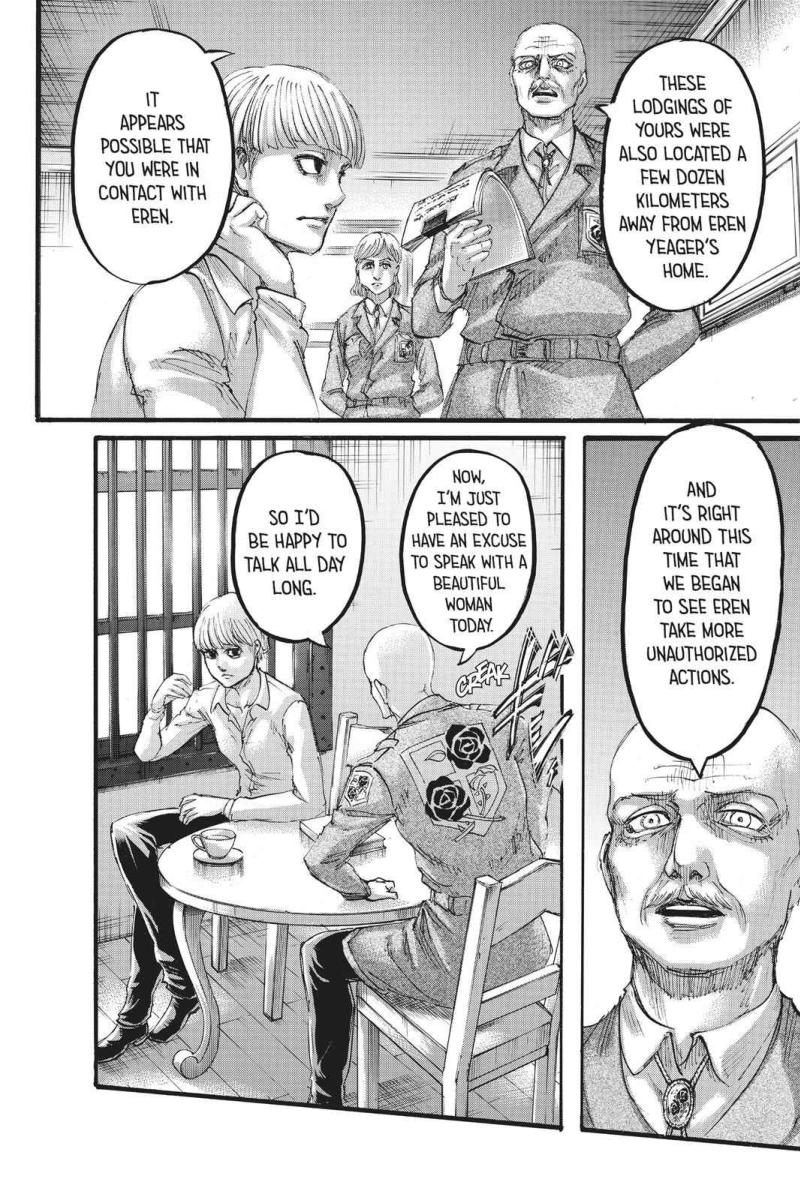 THESE
LODGINGS OF
YOURS WERE
ALSO LOCATED A
FEW DOZEN
KILOMETERS
AWAY FROM EREN
YEAGER'S
HOME.
IT
APPEARS
POSSIBLE THAT
YOU WERE IN
CONTACT WITH
EREN.
AND
IT'S RIGHT
AROUND THIS
TIME THAT
WE BEGAN
TO SEE EREN
TAKE MORE
UNAUTHORIZED
ACTIONS.
NOW,
I'M JUST
PLEASED TO
HAVE AN EXCUSE
TO SPEAK WITH A
BEAUTIFUL
WOMAN
TODAY.
CREAK
SO I'D
BE HAPPY TO
TALK ALL DAY
LONG.